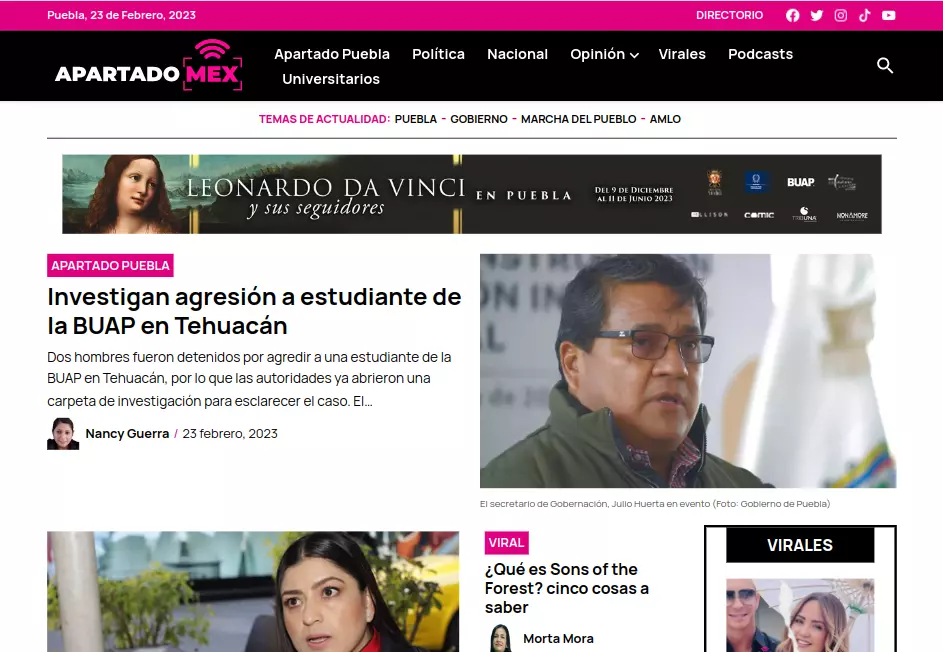 Puebla, 23 de Febrero, 2023
DIRECTORIO
APARTADO MEX
Apartado Puebla Política Nacional Opinión Virales Podcasts
Universitarios
TEMAS DE ACTUALIDAD: PUEBLA - GOBIERNO - MARCHA DEL PUEBLO - AMLO
LEONARDO DA VINCI
y sus seguidores
EN PUEBLA
DEL 9 DE DICIEMBRE
AL 11 DE JUNIO 2023
BUAP
COMIC
TRIBUNA
NONAMORE
APARTADO PUEBLA
Investigan agresión a estudiante de
la BUAP en Tehuacán
Dos hombres fueron detenidos por agredir a una estudiante de la
BUAP en Tehuacán, por lo que las autoridades ya abrieron una
carpeta de investigación para esclarecer el caso. El...
Nancy Guerra / 23 febrero, 2023
El secretario de Gobernación, Julio Huerta en evento (Foto: Gobierno de Puebla)
VIRAL
¿Qué es Sons of the
Forest? cinco cosas a
saber
Morta Mora
VIRALES